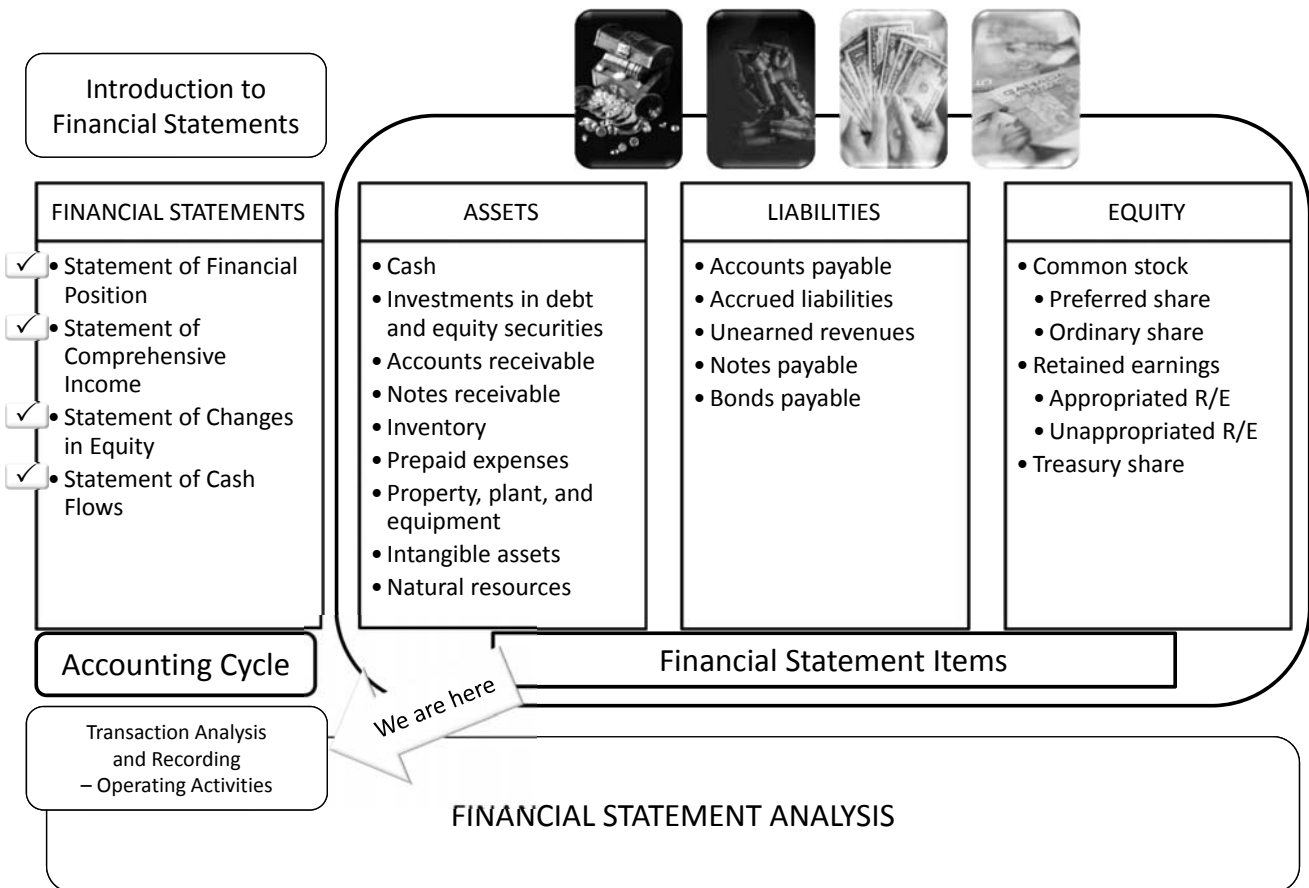 Introduction to
Financial Statements
FINANCIAL STATEMENTS
✓ • Statement of Financial
Position
✓ • Statement of
Comprehensive
Income
✓ • Statement of Changes
in Equity
✓ • Statement of Cash
Flows
ASSETS
• Cash
• Investments in debt
and equity securities
• Accounts receivable
• Notes receivable
• Inventory
• Prepaid expenses
• Property, plant, and
equipment
• Intangible assets
• Natural resources
LIABILITIES
• Accounts payable
• Accrued liabilities
• Unearned revenues
• Notes payable
• Bonds payable
EQUITY
• Common stock
• Preferred share
• Ordinary share
• Retained earnings
• Appropriated R/E
• Unappropriated R/E
• Treasury share
Accounting Cycle
Financial Statement Items
We are here
Transaction Analysis
and Recording
– Operating Activities
FINANCIAL STATEMENT ANALYSIS